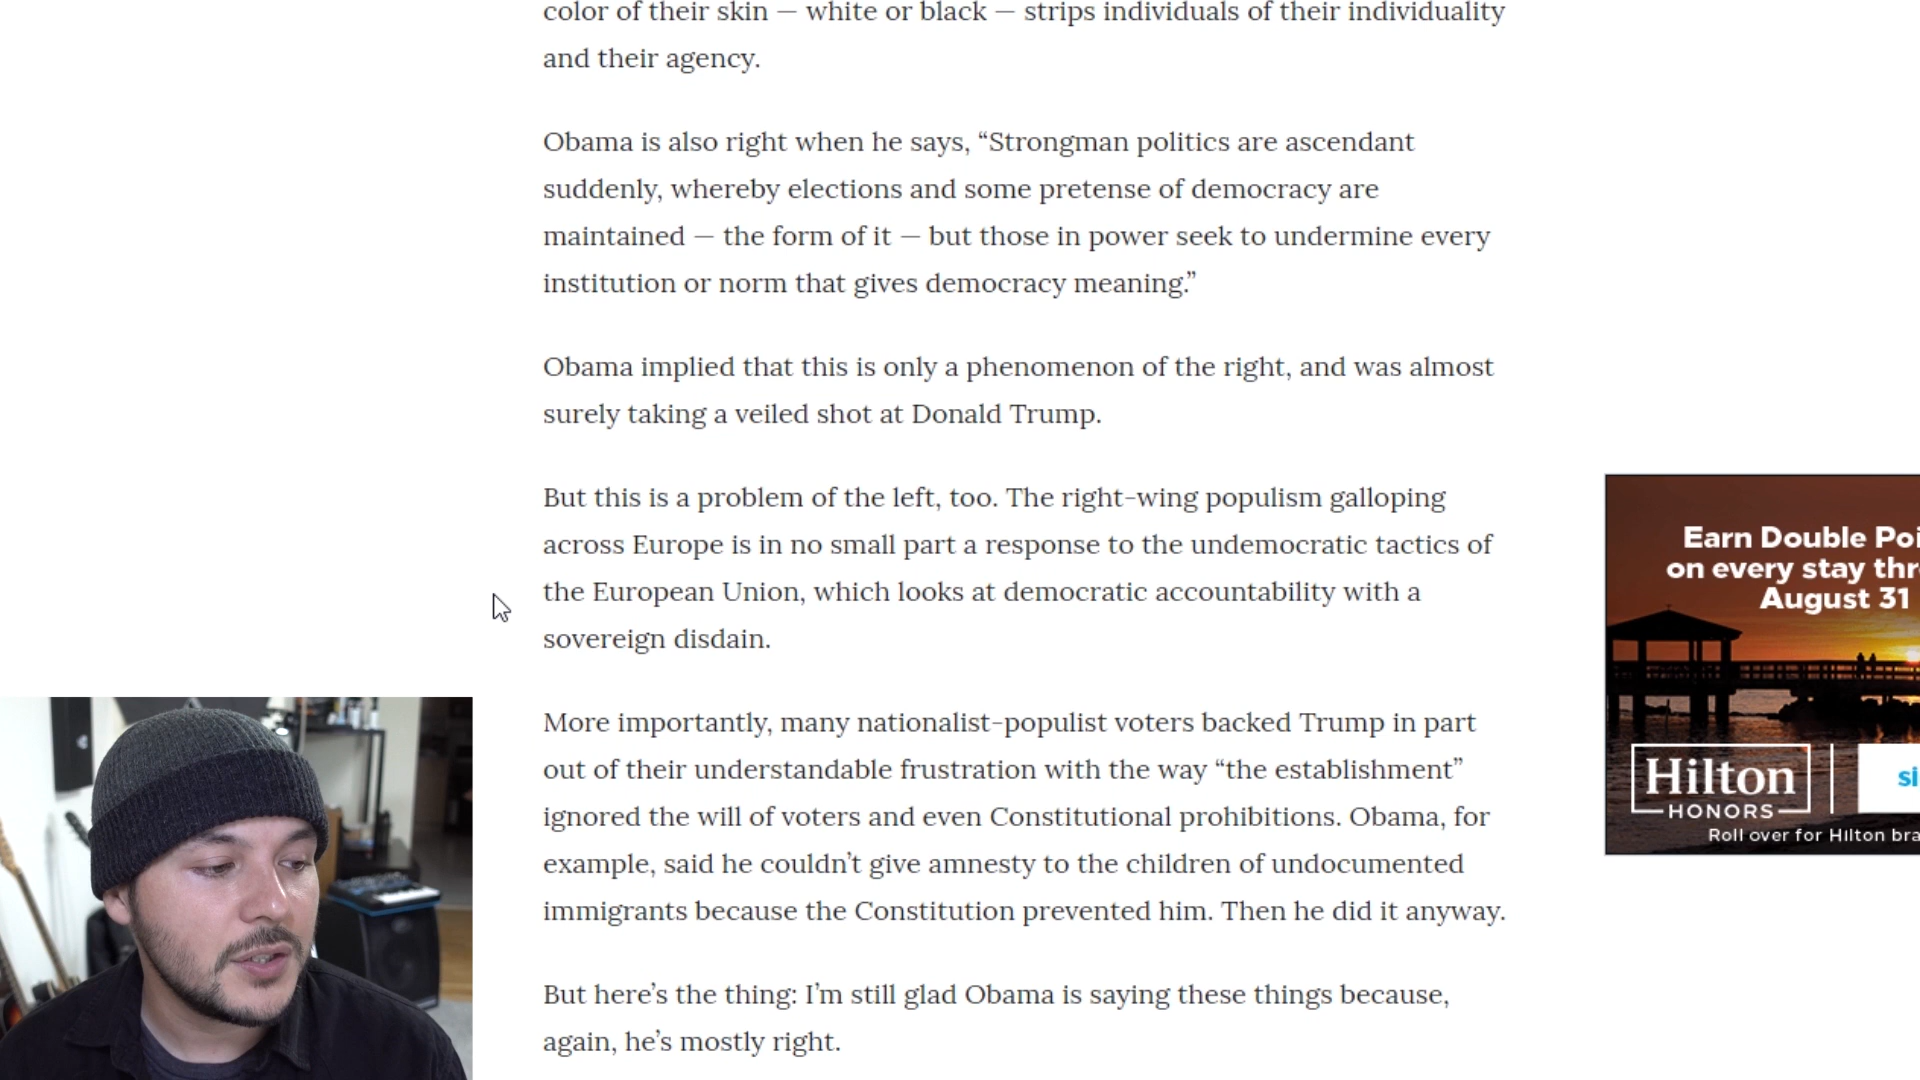 color of their skin — white or black — strips individuals of their individuality
and their agency.
Obama is also right when he says, “Strongman politics are ascendant
suddenly, whereby elections and some pretense of democracy are
maintained — the form of it — but those in power seek to undermine every
institution or norm that gives democracy meaning.”
Obama implied that this is only a phenomenon of the right, and was almost
surely taking a veiled shot at Donald Trump.
But this is a problem of the left, too. The right-wing populism galloping
across Europe is in no small part a response to the undemocratic tactics of
the European Union, which looks at democratic accountability with a
sovereign disdain.
More importantly, many nationalist-populist voters backed Trump in part
out of their understandable frustration with the way “the establishment”
ignored the will of voters and even Constitutional prohibitions. Obama, for
example, said he couldn’t give amnesty to the children of undocumented
immigrants because the Constitution prevented him. Then he did it anyway.
But here’s the thing: I’m still glad Obama is saying these things because,
again, he’s mostly right.
Earn Double Poi
on every stay thr
August 31
Hilton
HONORS
si
Roll over for Hilton bra